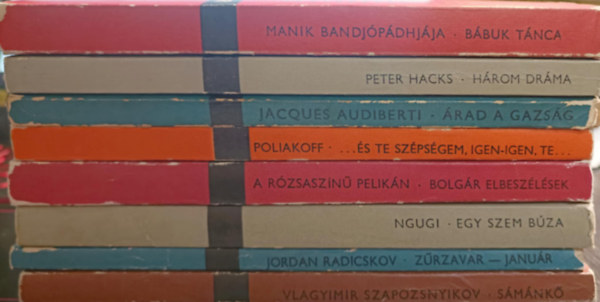 MANIK BANDJÓPÁDHJÁJA · BÁBUK TÁNCA
PETER HACKS · HÁROM DRÁMA
JACQUES AUDIBERTI · ÁRAD A GAZSÁG
POLIAKOFF · ...ÉS TE SZÉPSÉGEM, IGEN-IGEN, TE...
A RÓZSASZÍNŰ PELIKÁN · BOLGÁR ELBESZÉLÉSEK
NGUGI · EGY SZEM BÚZA
JORDAN RADICSKOV · ZŰRZAVAR — JANUÁR
VLAGYIMIR SZAPOZSNYIKOV · SÁMÁNKŐ